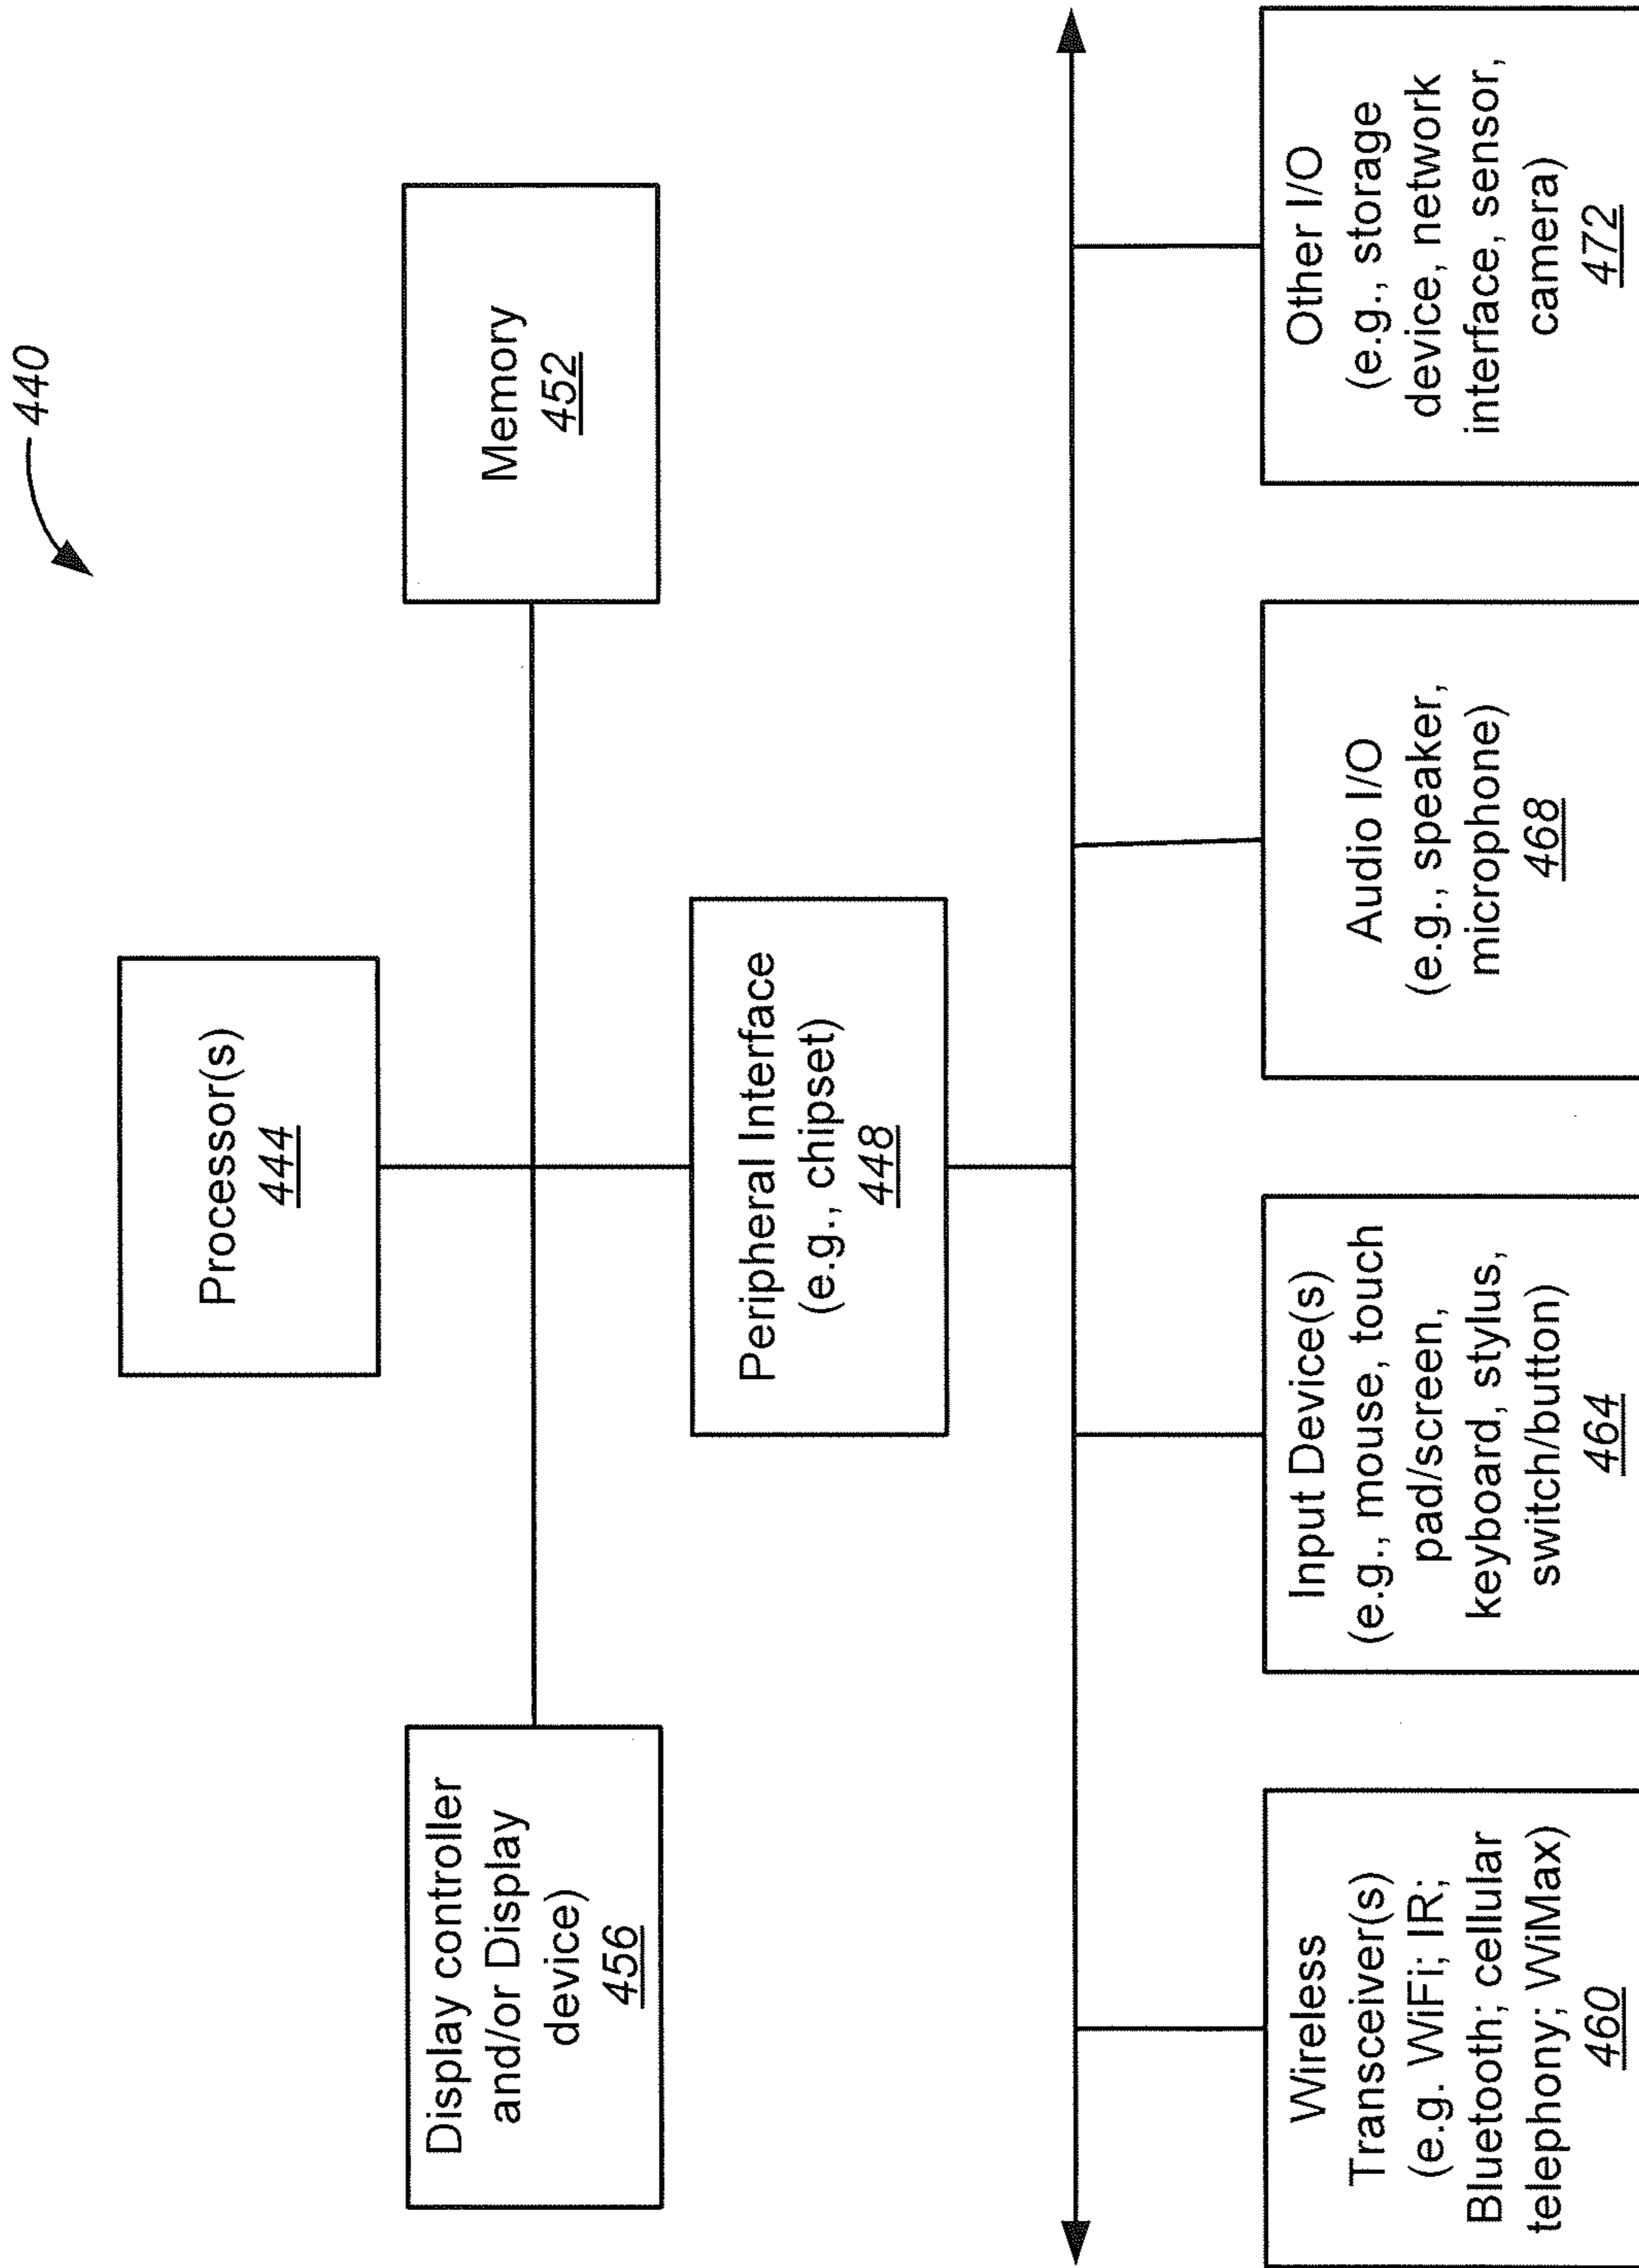 440
Processor(s)
444
Display controller
and/or Display
device)
456
Memory
452
Peripheral Interface
(e.g., chipset)
448
Wireless
Transceiver(s)
(e.g. WiFi; IR;
Bluetooth; cellular
telephony; WiMax)
460
Input Device(s)
(e.g., mouse, touch
pad/screen,
keyboard, stylus,
switch/button)
464
Audio I/O
(e.g., speaker,
microphone)
468
Other I/O
(e.g., storage
device, network
interface, sensor,
camera)
472